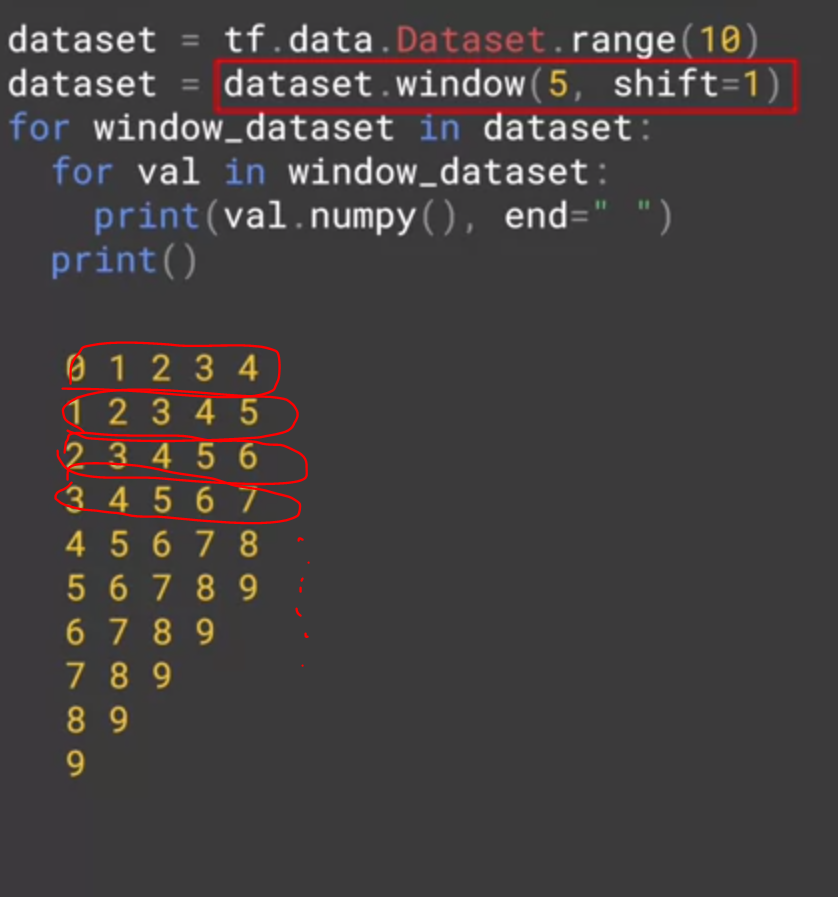 dataset = tf.data.Dataset.range(10)
dataset = dataset.window(5, shift=1)
for window_dataset in dataset:
  for val in window_dataset:
    print(val.numpy(), end=" ")
  print()
0 1 2 3 4
1 2 3 4 5
2 3 4 5 6
3 4 5 6 7
4 5 6 7 8
5 6 7 8 9
6 7 8 9
7 8 9
8 9
9